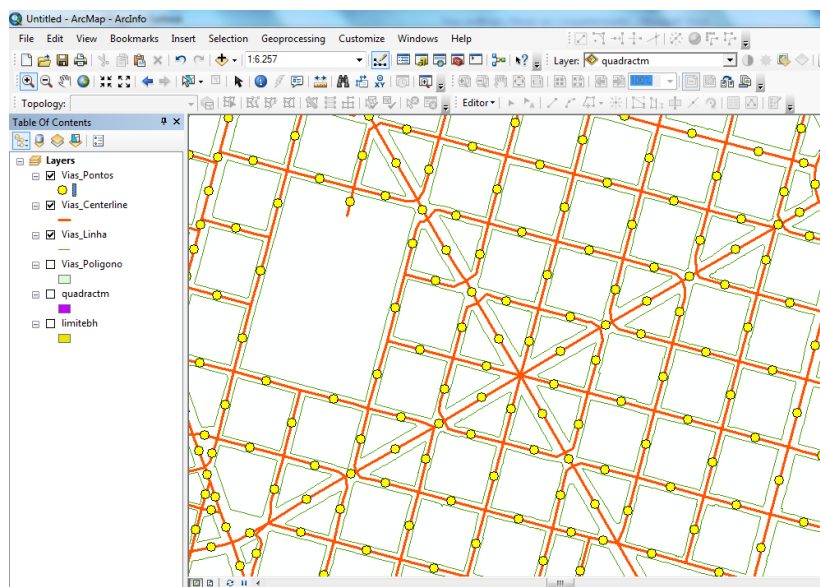 Untitled - ArcMap - ArcInfo
File Edit View Bookmarks Insert Selection Geoprocessing Customize Windows Help
1:6.257 Layer: quadractm
100%
Topology: Editor
Table Of Contents
Layers
Vias_Pontos
Vias_Centerline
Vias_Linha
Vias_Poligono
quadractm
limitebh